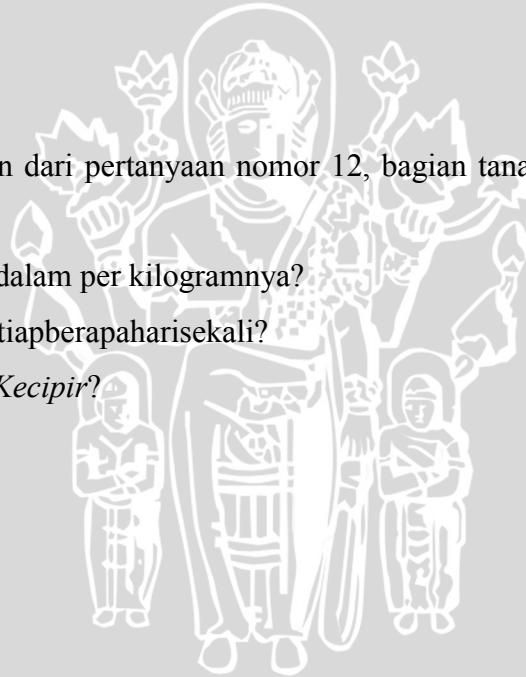 n dari pertanyaan nomor 12, bagian tana
dalam per kilogramnya?
tiapberapaharisekali?
Kecipir?